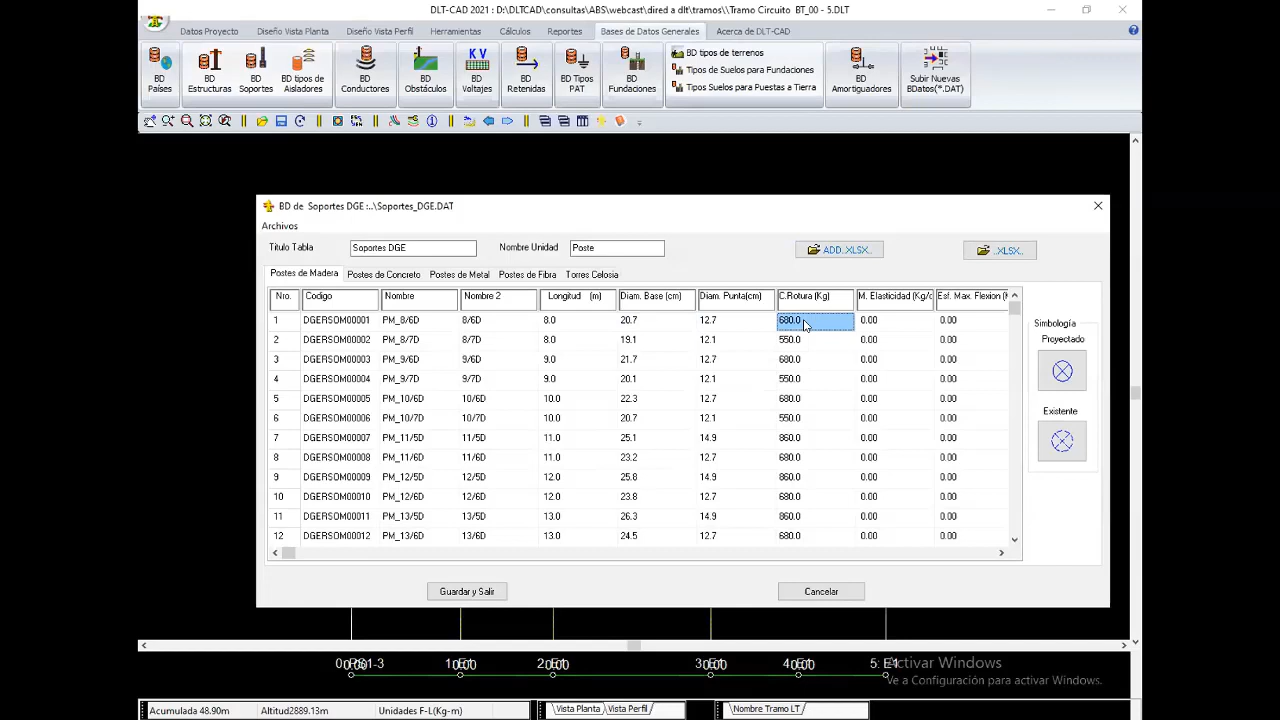 DLT-CAD 2021 : D:\DLTCAD\consultas\ABS\webcast\dired a dlt\tramos\\Tramo Circuito BT_00 - 5.DLT
Datos Proyecto Diseño Vista Planta Diseño Vista Perfil Herramientas Cálculos Reportes Bases de Datos Generales Acerca de DLT-CAD
BD Países
BD Estructuras
BD Soportes
BD tipos de Aisladores
BD Conductores
BD Obstáculos
KV
BD Voltajes
BD Retenidas
BD Tipos PAT
BD Fundaciones
BD tipos de terrenos
Tipos de Suelos para Fundaciones
Tipos Suelos para Puestas a Tierra
BD Amortiguadores
Subir Nuevas BDatos(*.DAT)
BD de Soportes DGE :..\Soportes_DGE.DAT
Archivos
Titulo Tabla Soportes DGE Nombre Unidad Poste ADD..XLSX.. ..XLSX..
Postes de Madera Postes de Concreto Postes de Metal Postes de Fibra Torres Celosia
Nro. Codigo Nombre Nombre 2 Longitud (m) Diam. Base (cm) Diam. Punta(cm) C.Rotura (Kg) M. Elasticidad (Kg/c Esf. Max. Flexion (K
1 DGERSOM00001 PM_8/6D 8/6D 8.0 20.7 12.7 680.0 0.00 0.00
2 DGERSOM00002 PM_8/7D 8/7D 8.0 19.1 12.1 550.0 0.00 0.00
3 DGERSOM00003 PM_9/6D 9/6D 9.0 21.7 12.7 680.0 0.00 0.00
4 DGERSOM00004 PM_9/7D 9/7D 9.0 20.1 12.1 550.0 0.00 0.00
5 DGERSOM00005 PM_10/6D 10/6D 10.0 22.3 12.7 680.0 0.00 0.00
6 DGERSOM00006 PM_10/7D 10/7D 10.0 20.7 12.1 550.0 0.00 0.00
7 DGERSOM00007 PM_11/5D 11/5D 11.0 25.1 14.9 860.0 0.00 0.00
8 DGERSOM00008 PM_11/6D 11/6D 11.0 23.2 12.7 680.0 0.00 0.00
9 DGERSOM00009 PM_12/5D 12/5D 12.0 25.8 14.9 860.0 0.00 0.00
10 DGERSOM00010 PM_12/6D 12/6D 12.0 23.8 12.7 680.0 0.00 0.00
11 DGERSOM00011 PM_13/5D 13/5D 13.0 26.3 14.9 860.0 0.00 0.00
12 DGERSOM00012 PM_13/6D 13/6D 13.0 24.5 12.7 680.0 0.00 0.00
Simbología
Proyectado
Existente
Guardar y Salir Cancelar
Activar Windows
Ve a Configuración para activar Windows.
Acumulada 48.90m Altitud2889.13m Unidades F-L(Kg-m) Vista Planta Vista Perfil Nombre Tramo LT